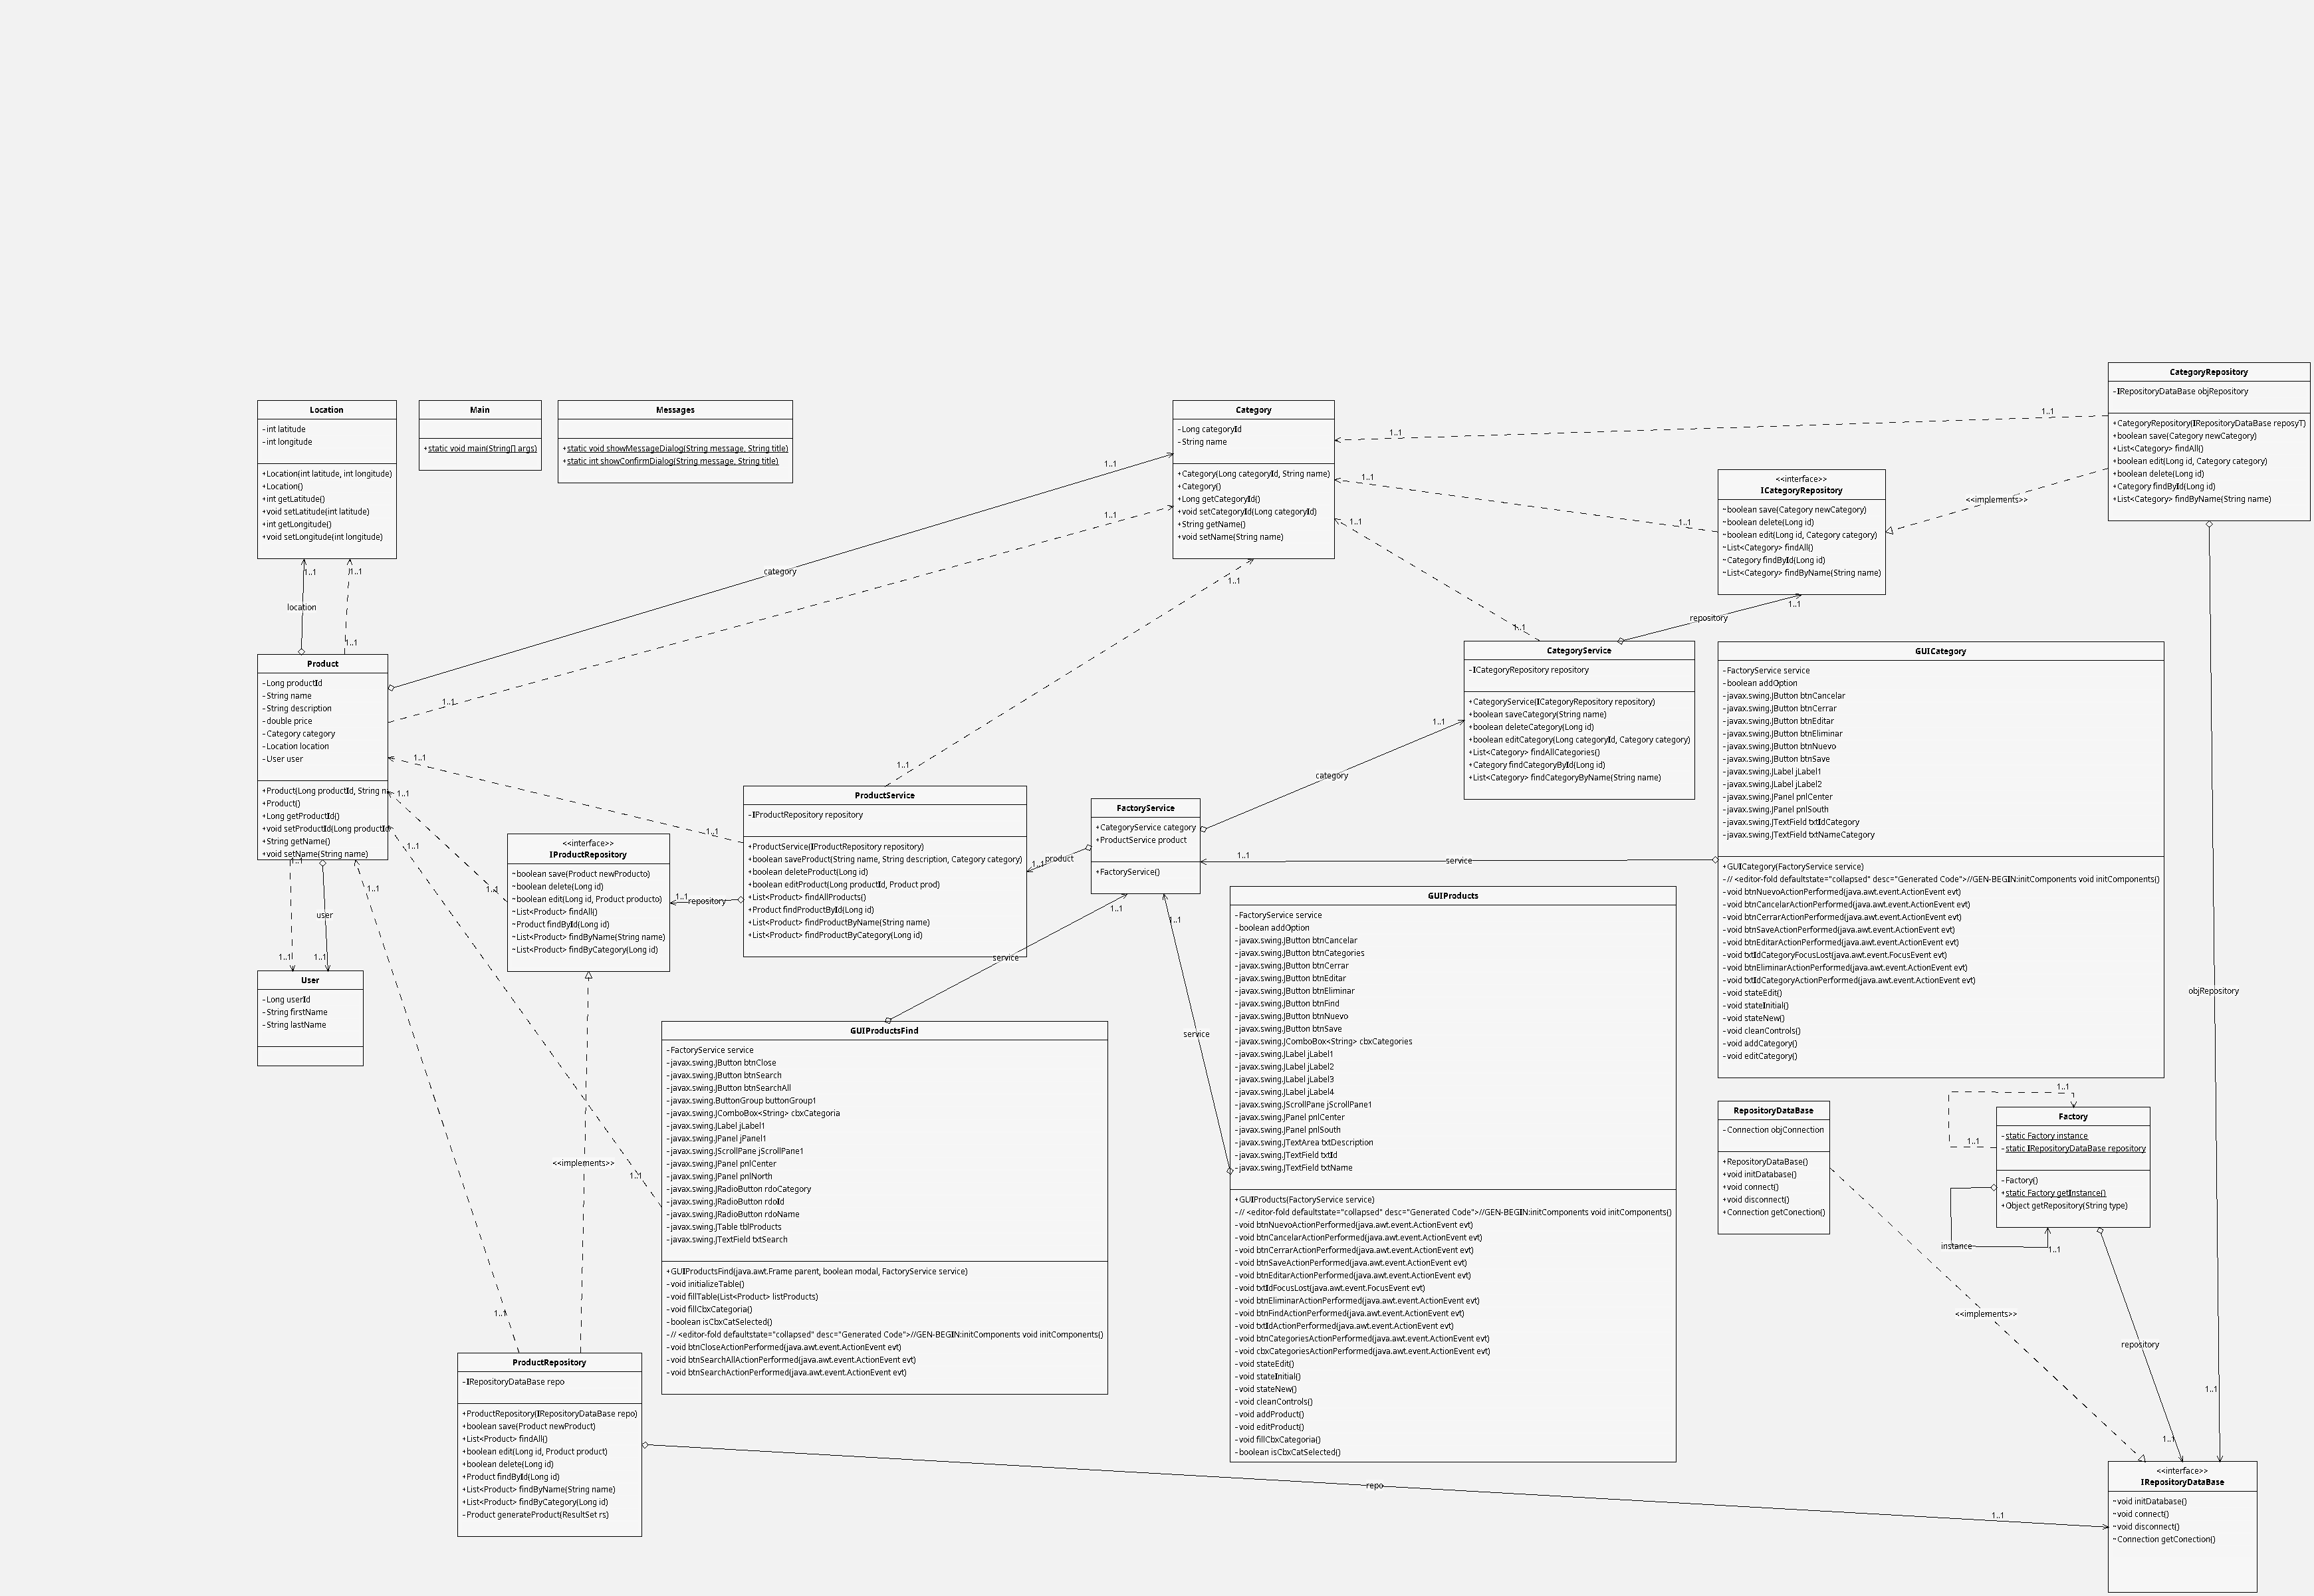 CategoryRepository
-IRepositoryDataBase objRepository
+CategoryRepository(IRepositoryDataBase reposyT)
+boolean save(Category newCategory)
+List<Category> findAll()
+boolean edit(Long id, Category category)
+boolean delete(Long id)
+Category findById(Long id)
+List<Category> findByName(String name)
Location
-int latitude
-int longitude
+Location(int latitude, int longitude)
+Location()
+int getLatitude()
+void setLatitude(int latitude)
+int getLongitude()
+void setLongitude(int longitude)
Main
+static void main(String[] args)
Messages
+static void showMessageDialog(String message, String title)
+static int showConfirmDialog(String message, String title)
Category
-Long categoryId
-String name
+Category(Long categoryId, String name)
+Category()
+Long getCategoryId()
+void setCategoryId(Long categoryId)
+String getName()
+void setName(String name)
1..1
1..1
1..1
1..1
1..1
1..1
1..1
1..1
<<implements>>
<<interface>>
ICategoryRepository
~boolean save(Category newCategory)
~boolean delete(Long id)
~boolean edit(Long id, Category category)
~List<Category> findAll()
~Category findById(Long id)
~List<Category> findByName(String name)
1..1
1..1
location
1..1
category
1..1
1..1
1..1
repository
Product
-Long productId
-String name
-String description
-double price
-Category category
-Location location
-User user
+Product(Long productId, String n
+Product()
+Long getProductId()
+void setProductId(Long productId
+String getName()
+void setName(String name)
1..1
1..1
1..1
1..1
1..1
1..1
1..1
CategoryService
-ICategoryRepository repository
+CategoryService(ICategoryRepository repository)
+boolean saveCategory(String name)
+boolean deleteCategory(Long id)
+boolean editCategory(Long categoryId, Category category)
+List<Category> findAllCategories()
+Category findCategoryById(Long id)
+List<Category> findCategoryByName(String name)
1..1
category
GUICategory
-FactoryService service
-boolean addOption
-javax.swing.JButton btnCancelar
-javax.swing.JButton btnCerrar
-javax.swing.JButton btnEditar
-javax.swing.JButton btnEliminar
-javax.swing.JButton btnNuevo
-javax.swing.JButton btnSave
-javax.swing.JLabel jLabel1
-javax.swing.JLabel jLabel2
-javax.swing.JPanel pnlCenter
-javax.swing.JPanel pnlSouth
-javax.swing.JTextField txtIdCategory
-javax.swing.JTextField txtNameCategory
+GUICategory(FactoryService service)
-// <editor-fold defaultstate="collapsed" desc="Generated Code">//GEN-BEGIN:initComponents void initComponents()
-void btnNuevoActionPerformed(java.awt.event.ActionEvent evt)
-void btnCancelarActionPerformed(java.awt.event.ActionEvent evt)
-void btnCerrarActionPerformed(java.awt.event.ActionEvent evt)
-void btnSaveActionPerformed(java.awt.event.ActionEvent evt)
-void btnEditarActionPerformed(java.awt.event.ActionEvent evt)
-void txtIdCategoryFocusLost(java.awt.event.FocusEvent evt)
-void btnEliminarActionPerformed(java.awt.event.ActionEvent evt)
-void txtIdCategoryActionPerformed(java.awt.event.ActionEvent evt)
-void stateEdit()
-void stateInitial()
-void stateNew()
-void cleanControls()
-void addCategory()
-void editCategory()
ProductService
-IProductRepository repository
+ProductService(IProductRepository repository)
+boolean saveProduct(String name, String description, Category category)
+boolean deleteProduct(Long id)
+boolean editProduct(Long productId, Product prod)
+List<Product> findAllProducts()
+Product findProductById(Long id)
+List<Product> findProductByName(String name)
+List<Product> findProductByCategory(Long id)
1..1
product
FactoryService
+CategoryService category
+ProductService product
+FactoryService()
1..1
service
<<interface>>
IProductRepository
~boolean save(Product newProducto)
~boolean delete(Long id)
~boolean edit(Long id, Product producto)
~List<Product> findAll()
~Product findById(Long id)
~List<Product> findByName(String name)
~List<Product> findByCategory(Long id)
1..1
1..1
repository
1..1
1..1
user
1..1
1..1
User
-Long userId
-String firstName
-String lastName
1..1
service
1..1
service
GUIProducts
-FactoryService service
-boolean addOption
-javax.swing.JButton btnCancelar
-javax.swing.JButton btnCategories
-javax.swing.JButton btnCerrar
-javax.swing.JButton btnEditar
-javax.swing.JButton btnEliminar
-javax.swing.JButton btnFind
-javax.swing.JButton btnNuevo
-javax.swing.JButton btnSave
-javax.swing.JComboBox<String> cbxCategories
-javax.swing.JLabel jLabel1
-javax.swing.JLabel jLabel2
-javax.swing.JLabel jLabel3
-javax.swing.JLabel jLabel4
-javax.swing.JScrollPane jScrollPane1
-javax.swing.JPanel pnlCenter
-javax.swing.JPanel pnlSouth
-javax.swing.JTextArea txtDescription
-javax.swing.JTextField txtId
-javax.swing.JTextField txtName
+GUIProducts(FactoryService service)
-// <editor-fold defaultstate="collapsed" desc="Generated Code">//GEN-BEGIN:initComponents void initComponents()
-void btnNuevoActionPerformed(java.awt.event.ActionEvent evt)
-void btnCancelarActionPerformed(java.awt.event.ActionEvent evt)
-void btnCerrarActionPerformed(java.awt.event.ActionEvent evt)
-void btnSaveActionPerformed(java.awt.event.ActionEvent evt)
-void btnEditarActionPerformed(java.awt.event.ActionEvent evt)
-void txtIdFocusLost(java.awt.event.FocusEvent evt)
-void btnEliminarActionPerformed(java.awt.event.ActionEvent evt)
-void btnFindActionPerformed(java.awt.event.ActionEvent evt)
-void txtIdActionPerformed(java.awt.event.ActionEvent evt)
-void btnCategoriesActionPerformed(java.awt.event.ActionEvent evt)
-void cbxCategoriesActionPerformed(java.awt.event.ActionEvent evt)
-void stateEdit()
-void stateInitial()
-void stateNew()
-void cleanControls()
-void addProduct()
-void editProduct()
-void fillCbxCategoria()
-boolean isCbxCatSelected()
GUIProductsFind
-FactoryService service
-javax.swing.JButton btnClose
-javax.swing.JButton btnSearch
-javax.swing.JButton btnSearchAll
-javax.swing.ButtonGroup buttonGroup1
-javax.swing.JComboBox<String> cbxCategoria
-javax.swing.JLabel jLabel1
-javax.swing.JPanel jPanel1
-javax.swing.JScrollPane jScrollPane1
-javax.swing.JPanel pnlCenter
-javax.swing.JPanel pnlNorth
-javax.swing.JRadioButton rdoCategory
-javax.swing.JRadioButton rdoId
-javax.swing.JRadioButton rdoName
-javax.swing.JTable tblProducts
-javax.swing.JTextField txtSearch
+GUIProductsFind(java.awt.Frame parent, boolean modal, FactoryService service)
-void initializeTable()
-void fillTable(List<Product> listProducts)
-void fillCbxCategoria()
-boolean isCbxCatSelected()
-// <editor-fold defaultstate="collapsed" desc="Generated Code">//GEN-BEGIN:initComponents void initComponents()
-void btnCloseActionPerformed(java.awt.event.ActionEvent evt)
-void btnSearchAllActionPerformed(java.awt.event.ActionEvent evt)
-void btnSearchActionPerformed(java.awt.event.ActionEvent evt)
<<implements>>
1..1
objRepository
RepositoryDataBase
-Connection objConnection
+RepositoryDataBase()
+void initDatabase()
+void connect()
+void disconnect()
+Connection getConection()
1..1
1..1
Factory
-static Factory instance
-static IRepositoryDataBase repository
-Factory()
+static Factory getInstance()
+Object getRepository(String type)
instance
1..1
<<implements>>
repository
1..1
1..1
1..1
1..1
ProductRepository
-IRepositoryDataBase repo
+ProductRepository(IRepositoryDataBase repo)
+boolean save(Product newProduct)
+List<Product> findAll()
+boolean edit(Long id, Product product)
+boolean delete(Long id)
+Product findById(Long id)
+List<Product> findByName(String name)
+List<Product> findByCategory(Long id)
-Product generateProduct(ResultSet rs)
repo
1..1
<<interface>>
IRepositoryDataBase
~void initDatabase()
~void connect()
~void disconnect()
~Connection getConection()